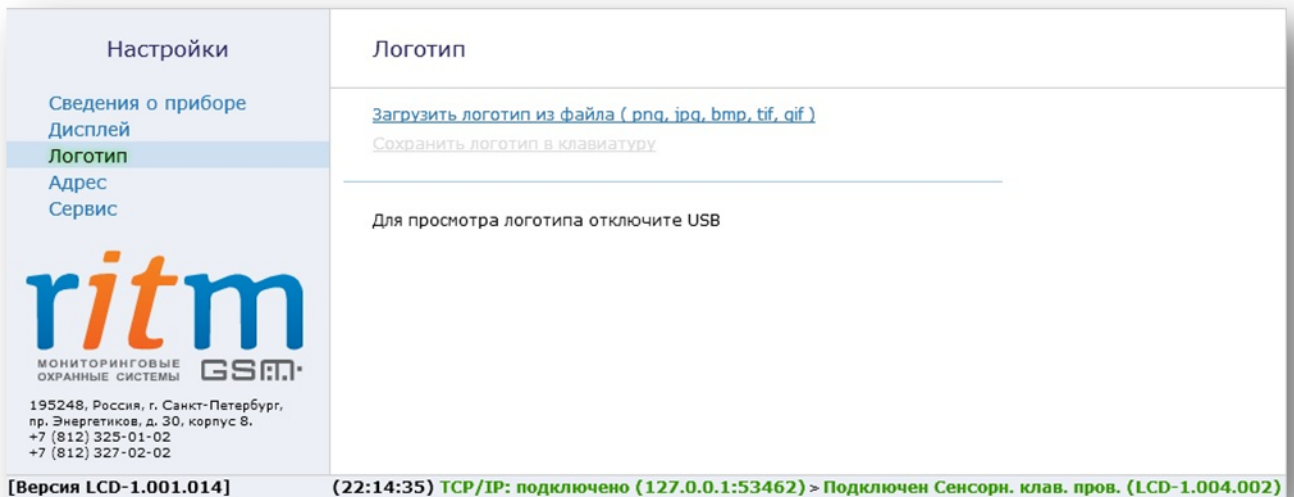 Настройки
Сведения о приборе
Дисплей
Логотип
Адрес
Сервис
ritm
МОНИТОРИНГОВЫЕ
ОХРАННЫЕ СИСТЕМЫ
GSM
195248, Россия, г. Санкт-Петербург,
пр. Энергетиков, д. 30, корпус 8.
+7 (812) 325-01-02
+7 (812) 327-02-02
Логотип
Загрузить логотип из файла ( png, jpg, bmp, tif, gif )
Сохранить логотип в клавиатуру
Для просмотра логотипа отключите USB
[Версия LCD-1.001.014]
(22:14:35) TCP/IP: подключено (127.0.0.1:53462) > Подключен Сенсорн. клав. пров. (LCD-1.004.002)